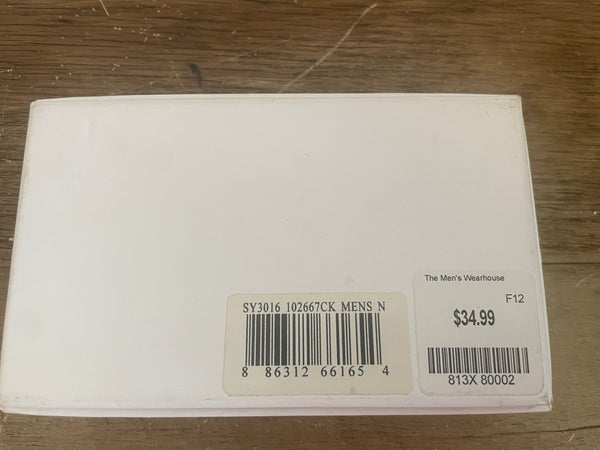 SY3016 102667CK MENS N
8 86312 66165 4
The Men's Wearhouse
F12
$34.99
813X 80002